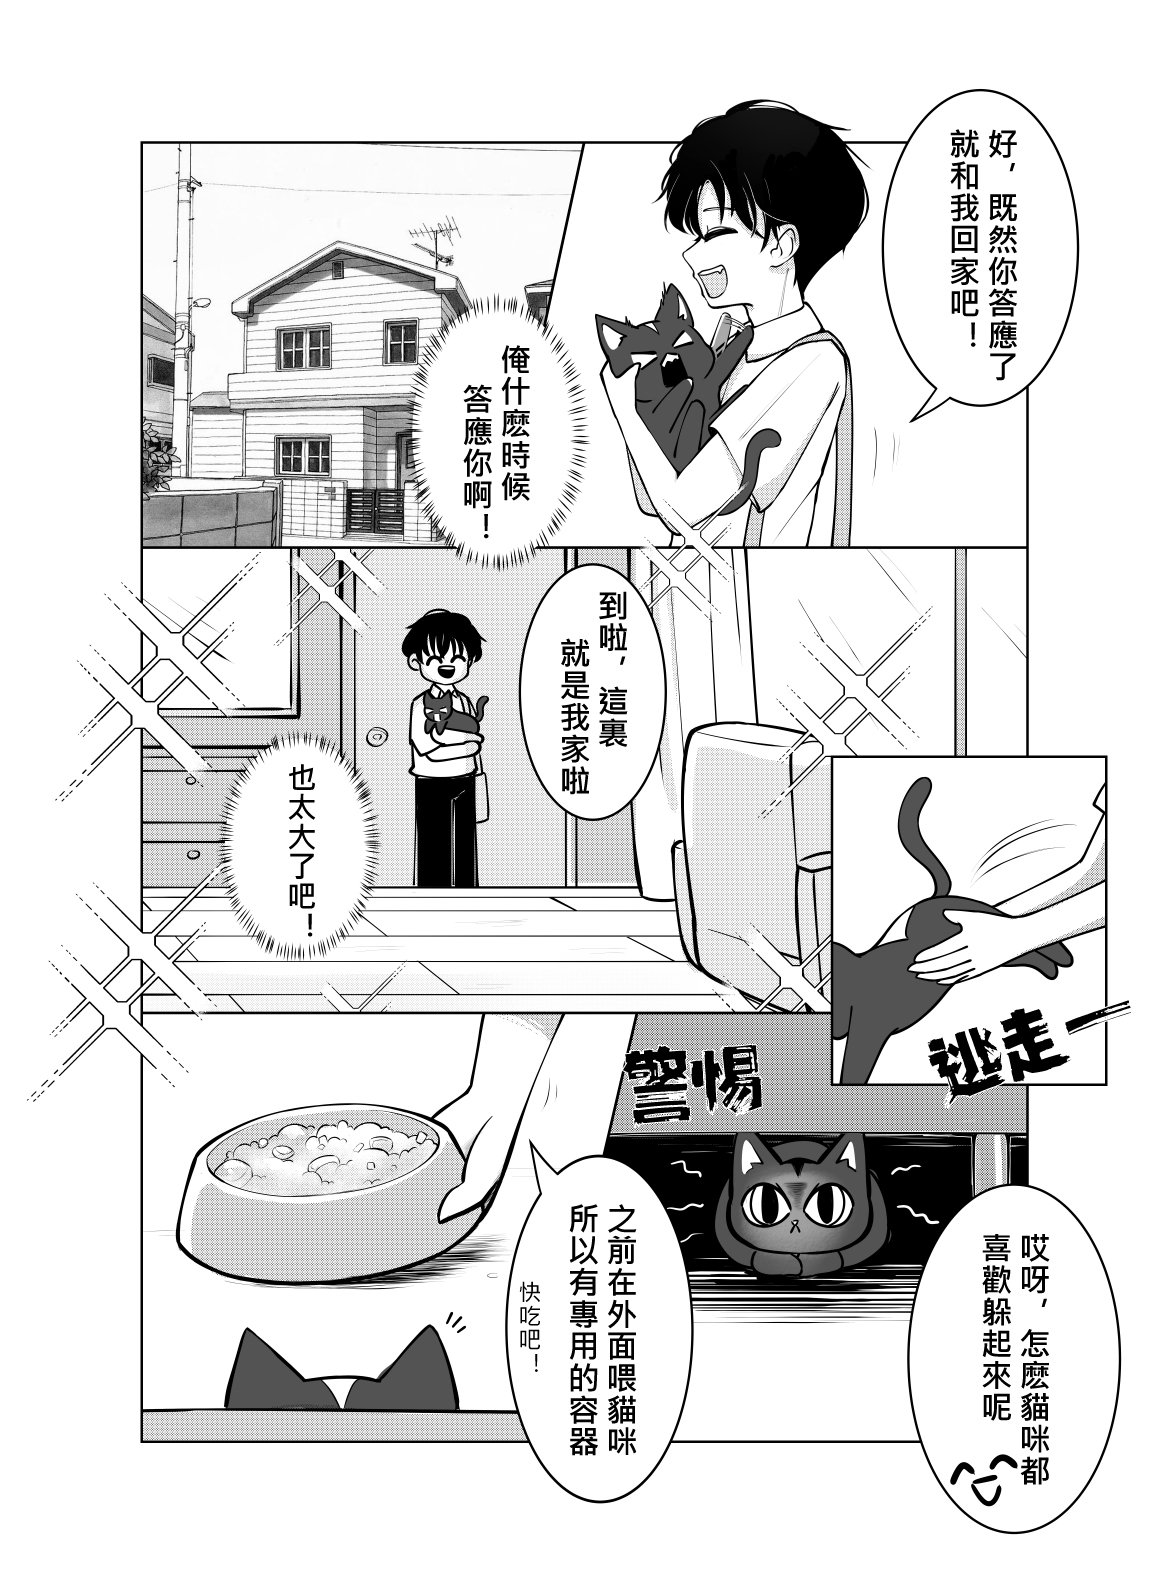 好，既然你答應了
就和我回家吧！
俺什麽時候
答應你啊！
到啦，這裏
就是我家啦
也太大了吧！
逃走一
警惕
哎呀，怎麽貓咪都
喜歡躲起來呢
之前在外面喂貓咪
所以有專用的容器
快吃吧！